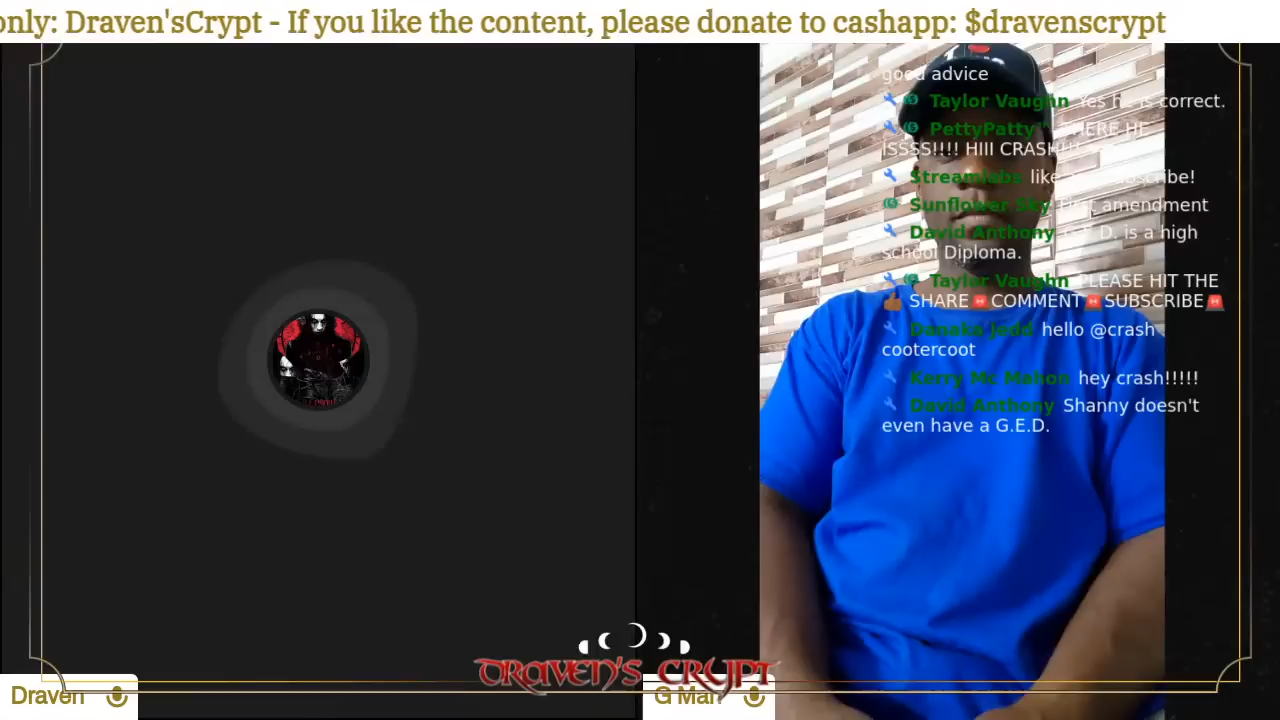 only: Draven'sCrypt - If you like the content, please donate to cashapp: $dravenscrypt
good advice
Taylor Vaughn Yes he is correct.
PettyPatty THERE HE
ISSSS!!!! HIII CRASH!!!
Streamlabs like subscribe!
Sunflower Sky First amendment
David Anthony G.E.D. is a high
school Diploma.
Taylor Vaughn PLEASE HIT THE
SHARE COMMENT SUBSCRIBE
Danaka Jedd hello @crash
cootercoot
Kerry Mc Mahon hey crash!!!!!
David Anthony Shanny doesn't
even have a G.E.D.
DRAVEN'S CRYPT
Draven
G Man